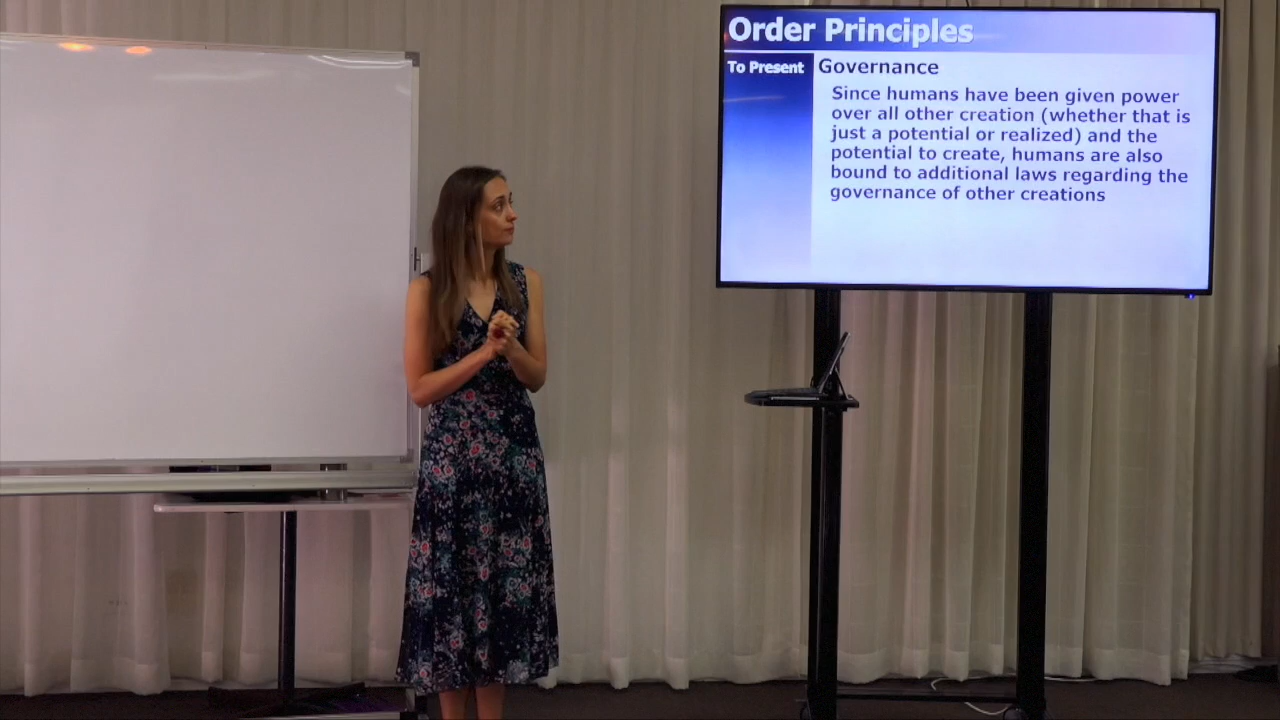 Order Principles
To Present
Governance
Since humans have been given power
over all other creation (whether that is
just a potential or realized) and the
potential to create, humans are also
bound to additional laws regarding the
governance of other creations